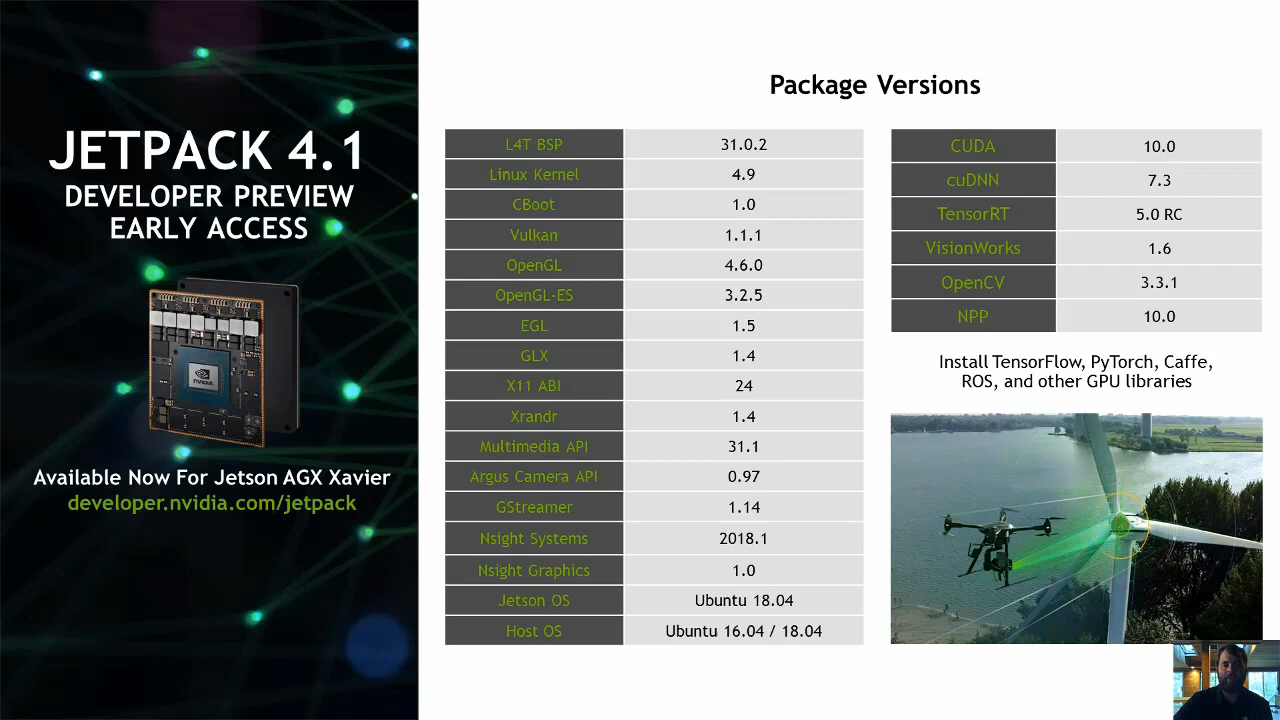 JETPACK 4.1
DEVELOPER PREVIEW
EARLY ACCESS
NVIDIA
Available Now For Jetson AGX Xavier
developer.nvidia.com/jetpack
Package Versions
L4T BSP 31.0.2
Linux Kernel 4.9
CBoot 1.0
Vulkan 1.1.1
OpenGL 4.6.0
OpenGL-ES 3.2.5
EGL 1.5
GLX 1.4
X11 ABI 24
Xrandr 1.4
Multimedia API 31.1
Argus Camera API 0.97
GStreamer 1.14
Nsight Systems 2018.1
Nsight Graphics 1.0
Jetson OS Ubuntu 18.04
Host OS Ubuntu 16.04 / 18.04
CUDA 10.0
cuDNN 7.3
TensorRT 5.0 RC
VisionWorks 1.6
OpenCV 3.3.1
NPP 10.0
Install TensorFlow, PyTorch, Caffe,
ROS, and other GPU libraries